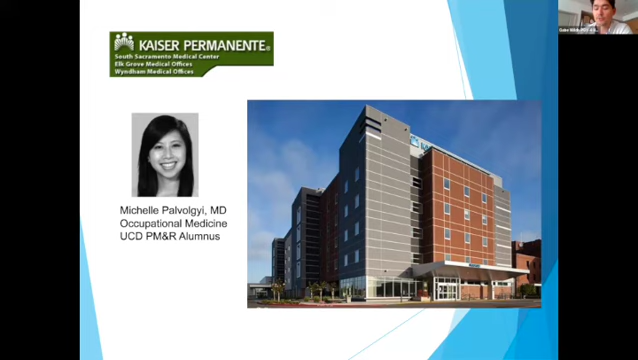 KAISER PERMANENTE®
South Sacramento Medical Center
Elk Grove Medical Offices
Wyndham Medical Offices
Michelle Palvolgyi, MD
Occupational Medicine
UCD PM&R Alumnus